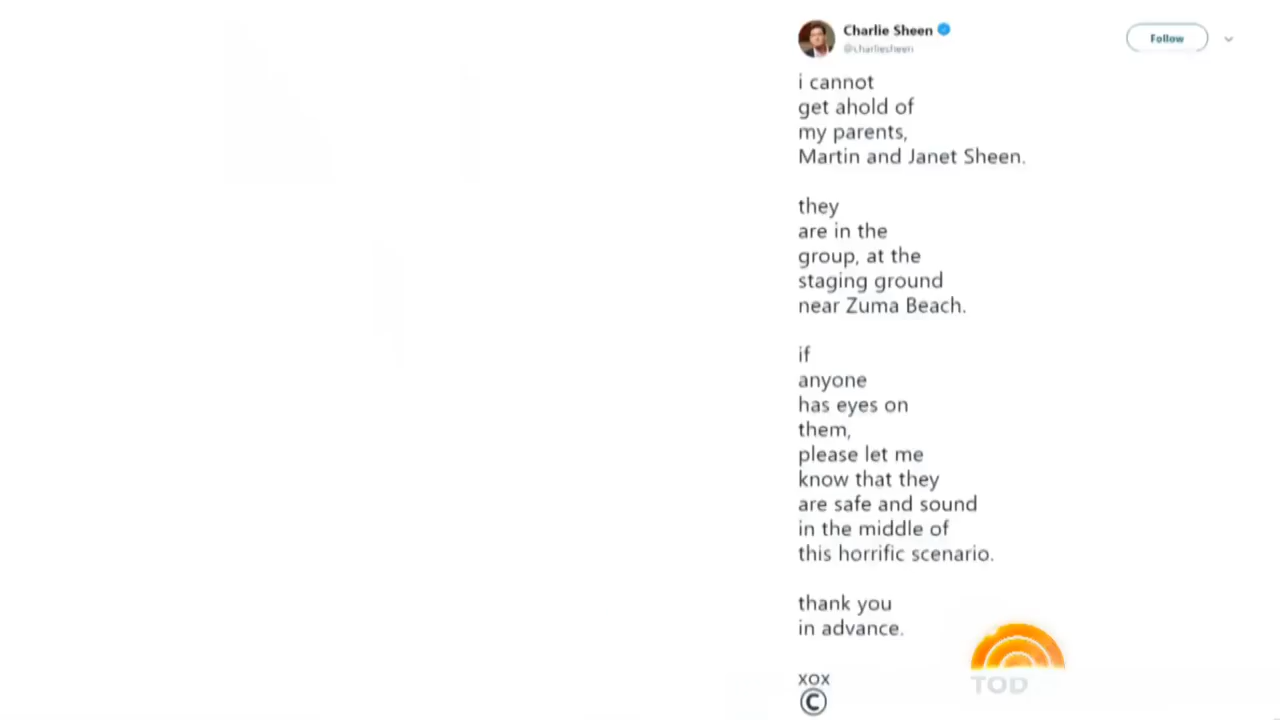 Charlie Sheen
@charliesheen
Follow
i cannot
get ahold of
my parents,
Martin and Janet Sheen.
they
are in the
group, at the
staging ground
near Zuma Beach.
if
anyone
has eyes on
them,
please let me
know that they
are safe and sound
in the middle of
this horrific scenario.
thank you
in advance.
xox
©
TOD